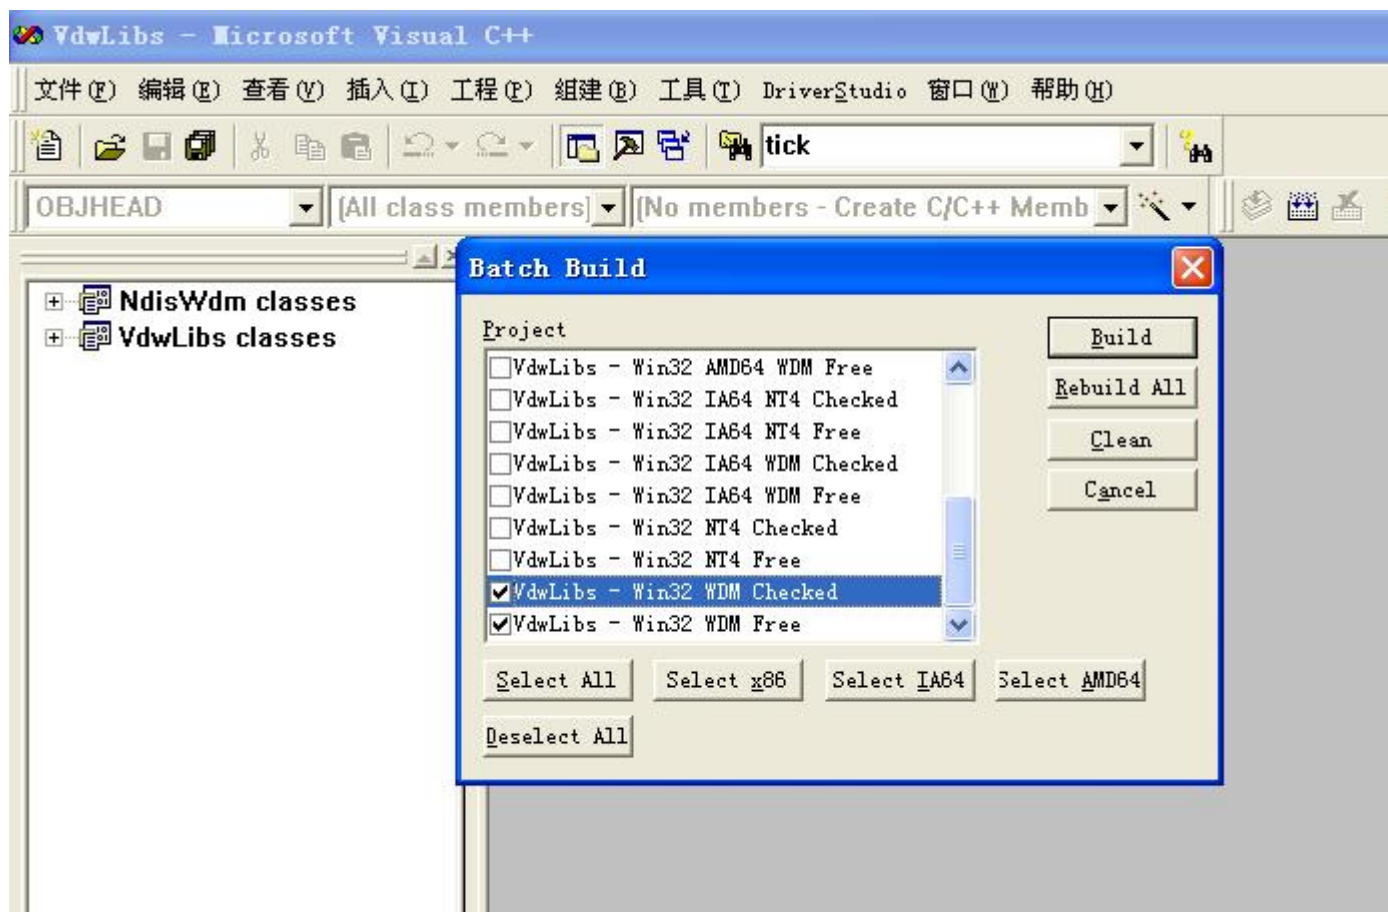 VdwLibs - Microsoft Visual C++
文件(F) 编辑(E) 查看(V) 插入(I) 工程(P) 组建(B) 工具(T) DriverStudio 窗口(W) 帮助(H)
tick
OBJHEAD [All class members] [No members - Create C/C++ Memb
Batch Build
NdisWdm classes
VdwLibs classes
Project
VdwLibs - Win32 AMD64 WDM Free
VdwLibs - Win32 IA64 NT4 Checked
VdwLibs - Win32 IA64 NT4 Free
VdwLibs - Win32 IA64 WDM Checked
VdwLibs - Win32 IA64 WDM Free
VdwLibs - Win32 NT4 Checked
VdwLibs - Win32 NT4 Free
VdwLibs - Win32 WDM Checked
VdwLibs - Win32 WDM Free
Build
Rebuild All
Clean
Cancel
Select All Select x86 Select IA64 Select AMD64
Deselect All